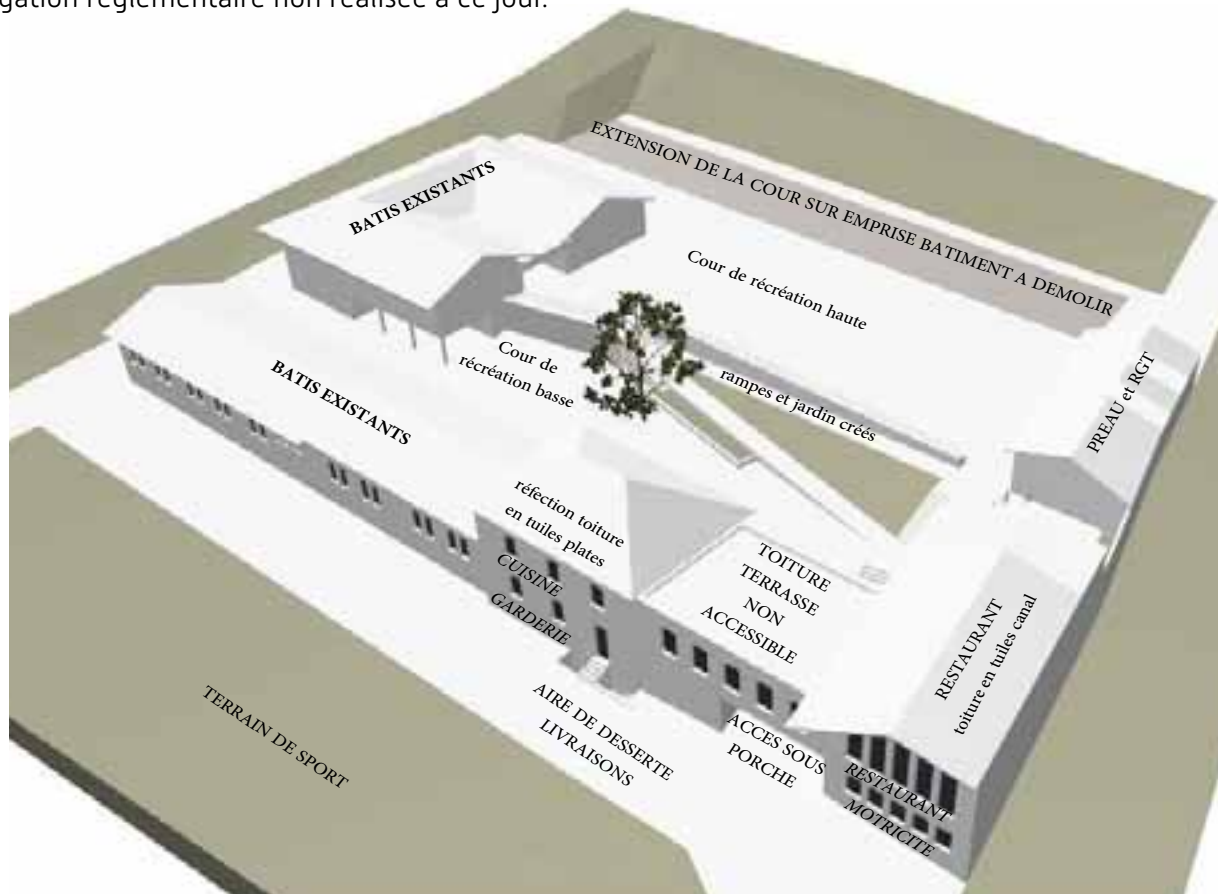 gation réglementaire non réalisée à ce jour.
EXTENSION DE LA COUR SUR EMPRISE BATIMENT A DEMOLIR
BATIS EXISTANTS
Cour de récréation haute
Cour de
récréation basse
rampes et jardin créés
PREAU et RGT
BATIS EXISTANTS
réfection toiture
en tuiles plates
CUISINE
GARDERIE
TOITURE
TERRASSE
NON
ACCESSIBLE
RESTAURANT
toiture en tuiles canal
TERRAIN DE SPORT
AIRE DE DESSERTE
LIVRAISONS
ACCES SOUS
PORCHE
RESTAURANT
MOTRICITE